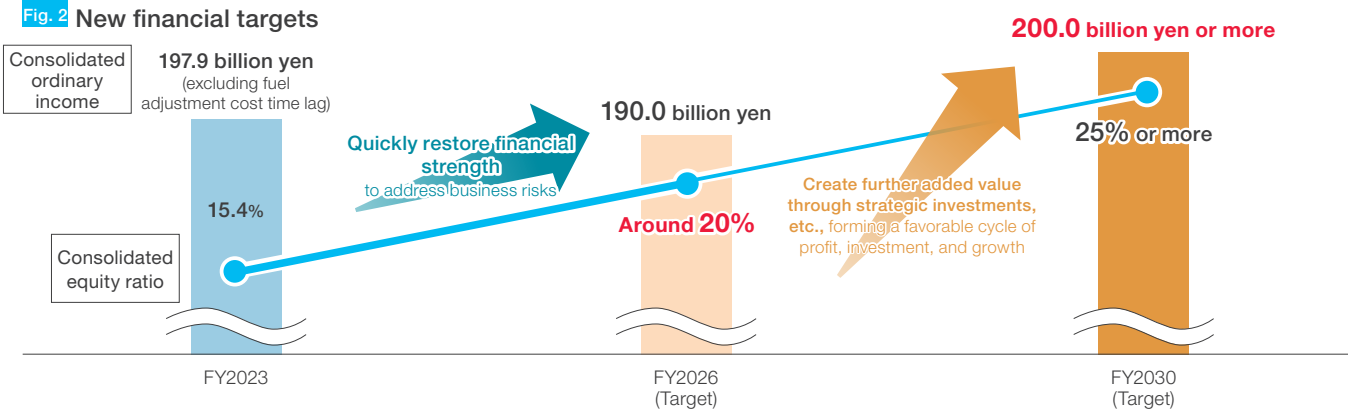 Fig. 2 New financial targets
Consolidated
ordinary
income
197.9 billion yen
(excluding fuel
adjustment cost time lag)
Quickly restore financial
strength
to address business risks
190.0 billion yen
200.0 billion yen or more
25% or more
15.4%
Around 20%
Create further added value
through strategic investments,
etc., forming a favorable cycle of
profit, investment, and growth
Consolidated
equity ratio
FY2023
FY2026
(Target)
FY2030
(Target)